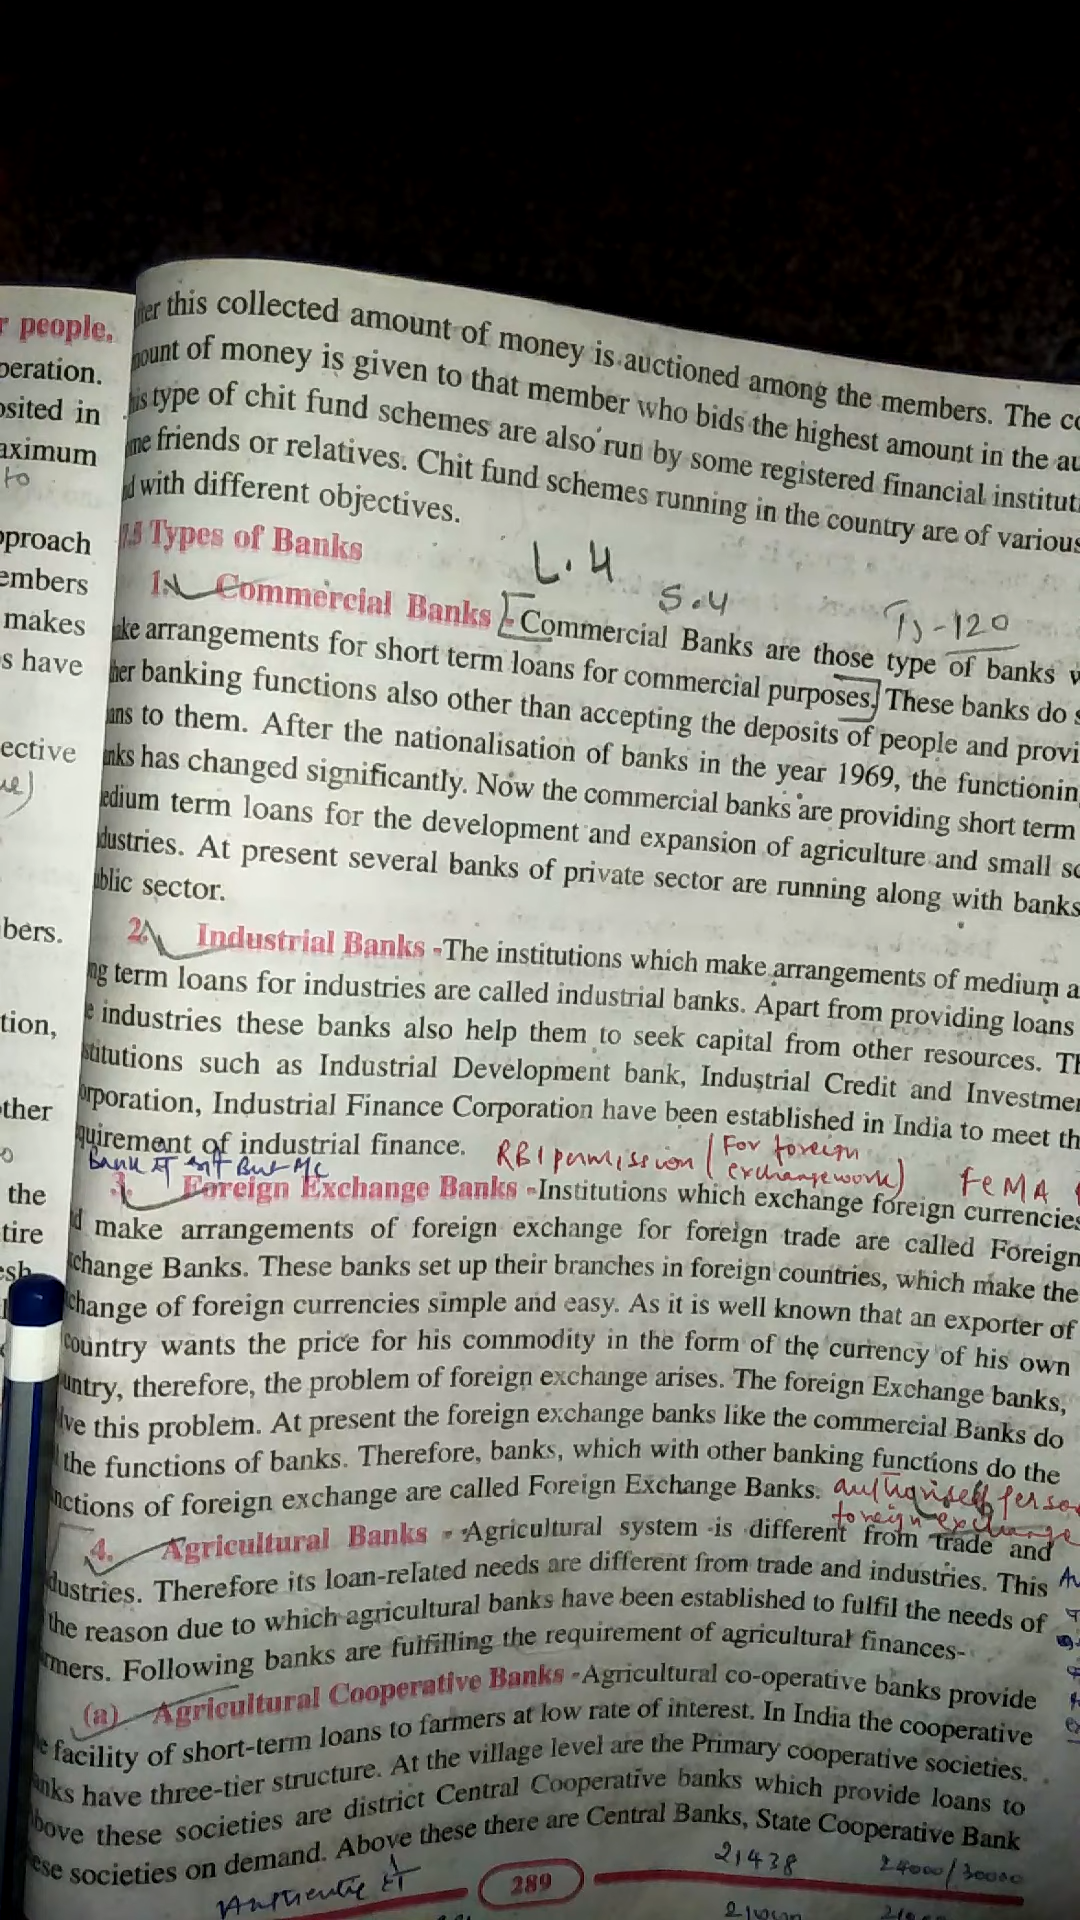 r people.
peration.
osited in
aximum
to
pproach
embers
makes
s have
ective
bers.
tion,
other
the
tire
esh
this collected amount of money is auctioned among the members. The co
ount of money is given to that member who bids the highest amount in the au
is type of chit fund schemes are also run by some registered financial institut
me friends or relatives. Chit fund schemes running in the country are of various
d with different objectives.
Types of Banks
L.4
S.4
120
1. Commercial Banks - Commercial Banks are those type of banks w
ke arrangements for short term loans for commercial purposes. These banks do s
her banking functions also other than accepting the deposits of people and provi
ans to them. After the nationalisation of banks in the year 1969, the functionin
nks has changed significantly. Now the commercial banks are providing short term
edium term loans for the development and expansion of agriculture and small sc
dustries. At present several banks of private sector are running along with banks
ublic sector.
2. Industrial Banks -The institutions which make arrangements of medium a
ng term loans for industries are called industrial banks. Apart from providing loans
e industries these banks also help them to seek capital from other resources. Th
stitutions such as Industrial Development bank, Industrial Credit and Investmen
orporation, Industrial Finance Corporation have been established in India to meet th
quirement of industrial finance.
RBI permission (For foreign
exchange work)
FeMA
Bank
3. Foreign Exchange Banks -Institutions which exchange foreign currencies
d make arrangements of foreign exchange for foreign trade are called Foreign
change Banks. These banks set up their branches in foreign countries, which make the
change of foreign currencies simple and easy. As it is well known that an exporter of
country wants the price for his commodity in the form of the currency of his own
untry, therefore, the problem of foreign exchange arises. The foreign Exchange banks,
lve this problem. At present the foreign exchange banks like the commercial Banks do
the functions of banks. Therefore, banks, which with other banking functions do the
nctions of foreign exchange are called Foreign Exchange Banks.
foreign exchange
4. Agricultural Banks - Agricultural system is different from trade and
dustries. Therefore its loan-related needs are different from trade and industries. This
the reason due to which agricultural banks have been established to fulfil the needs of
rmers. Following banks are fulfilling the requirement of agricultural finances-
(a) Agricultural Cooperative Banks -Agricultural co-operative banks provide
e facility of short-term loans to farmers at low rate of interest. In India the cooperative
anks have three-tier structure. At the village level are the Primary cooperative societies.
bove these societies are district Central Cooperative banks which provide loans to
ese societies on demand. Above these there are Central Banks, State Cooperative Bank
289
21438
24000/30000